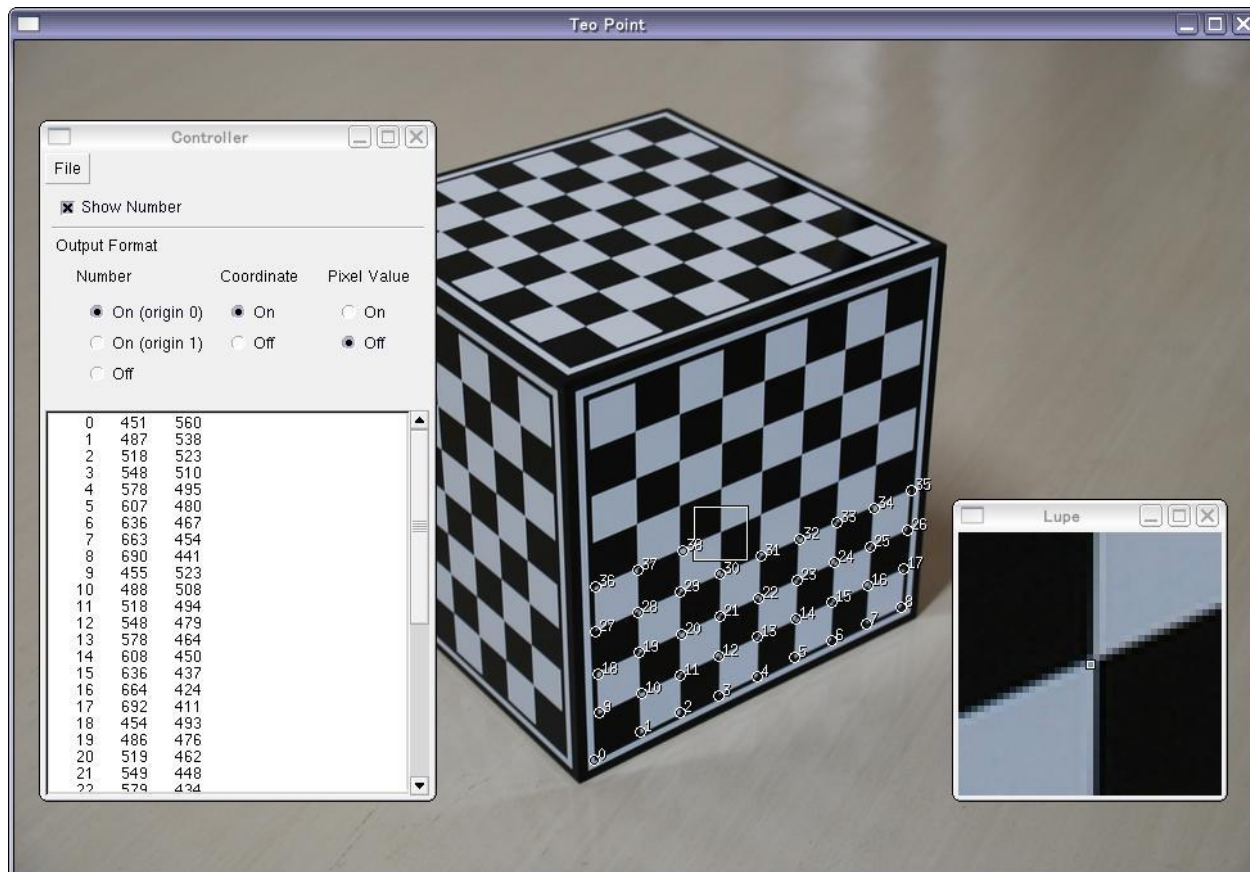 Teo Point
Controller
File
Show Number
Output Format
Number Coordinate Pixel Value
On (origin 0) On On
On (origin 1) Off Off
Off
0 451 560
1 487 538
2 518 523
3 548 510
4 578 495
5 607 480
6 636 467
7 663 454
8 690 441
9 455 523
10 488 508
11 518 494
12 548 479
13 578 464
14 608 450
15 636 437
16 664 424
17 692 411
18 454 493
19 486 476
20 519 462
21 549 448
22 579 434
35
34
33
26
32
25
38
31
24
17
37
30
23
16
36
29
22
15
8
28
21
14
7
27
20
13
6
19
12
5
18
11
4
10
3
9
2
1
0
Lupe